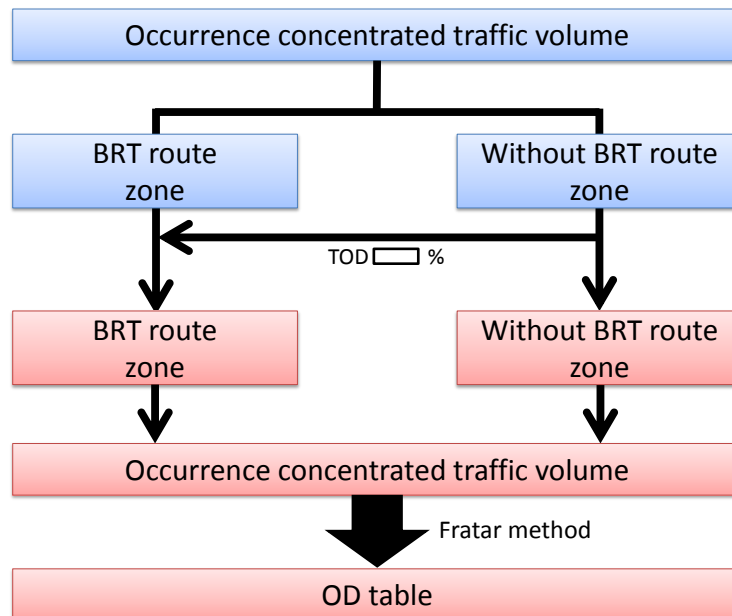 Occurrence concentrated traffic volume
BRT route
zone
Without BRT route
zone
TOD %
BRT route
zone
Without BRT route
zone
Occurrence concentrated traffic volume
Fratar method
OD table